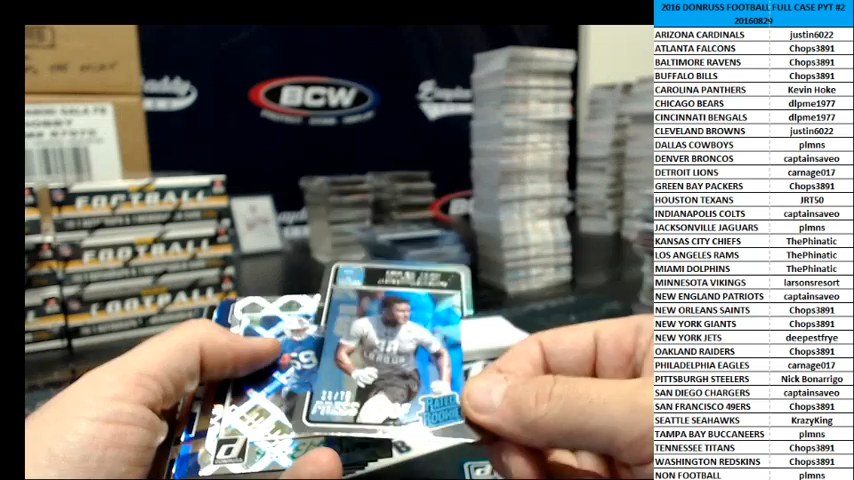 2016 DONRUSS FOOTBALL FULL CASE PYT #2
20160829
ARIZONA CARDINALS justin6022
ATLANTA FALCONS Chops3891
BALTIMORE RAVENS Chops3891
BUFFALO BILLS Chops3891
CAROLINA PANTHERS Kevin Hoke
CHICAGO BEARS dlpme1977
CINCINNATI BENGALS dlpme1977
CLEVELAND BROWNS justin6022
DALLAS COWBOYS plmns
DENVER BRONCOS captainsaveo
DETROIT LIONS carnage017
GREEN BAY PACKERS Chops3891
HOUSTON TEXANS JRT50
INDIANAPOLIS COLTS captainsaveo
JACKSONVILLE JAGUARS plmns
KANSAS CITY CHIEFS ThePhinatic
LOS ANGELES RAMS ThePhinatic
MIAMI DOLPHINS ThePhinatic
MINNESOTA VIKINGS larsonsresort
NEW ENGLAND PATRIOTS captainsaveo
NEW ORLEANS SAINTS Chops3891
NEW YORK GIANTS Chops3891
NEW YORK JETS deepestfrye
OAKLAND RAIDERS Chops3891
PHILADELPHIA EAGLES carnage017
PITTSBURGH STEELERS Nick Bonarrigo
SAN DIEGO CHARGERS captainsaveo
SAN FRANCISCO 49ERS Chops3891
SEATTLE SEAHAWKS KrazyKing
TAMPA BAY BUCCANEERS plmns
TENNESSEE TITANS Chops3891
WASHINGTON REDSKINS Chops3891
NON FOOTBALL plmns
BCW
FOOTBALL
FOOTBALL
FOOTBALL
FOOTBALL
59
PRESS
RATED
ROOKIE